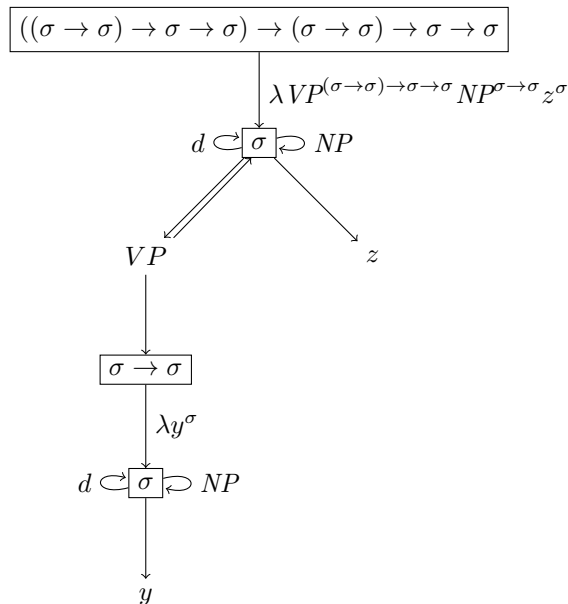 ((σ → σ) → σ → σ) → (σ → σ) → σ → σ
λVP^{(σ→σ)→σ→σ} NP^{σ→σ} z^σ
d σ NP
VP z
σ → σ
λy^σ
d σ NP
y